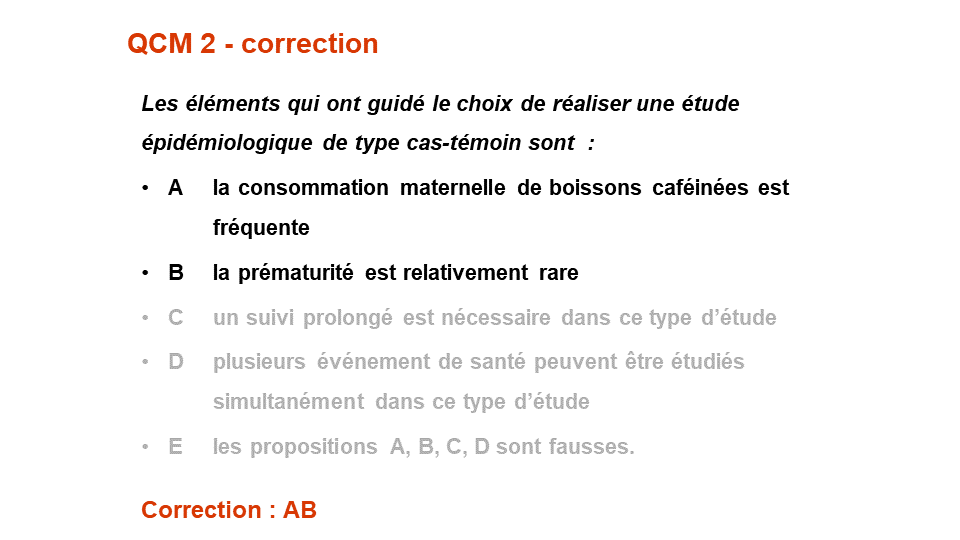 QCM 2 - correction
Les éléments qui ont guidé le choix de réaliser une étude
épidémiologique de type cas-témoin sont :
• A la consommation maternelle de boissons caféinées est
fréquente
• B la prématurité est relativement rare
• C un suivi prolongé est nécessaire dans ce type d’étude
• D plusieurs événement de santé peuvent être étudiés
simultanément dans ce type d’étude
• E les propositions A, B, C, D sont fausses.
Correction : AB